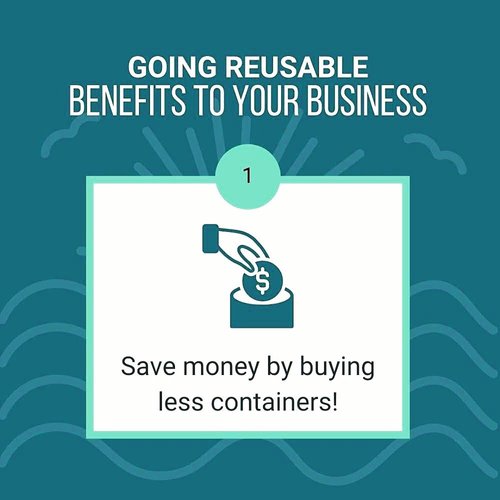 GOING REUSABLE
BENEFITS TO YOUR BUSINESS
1
$
Save money by buying
less containers!